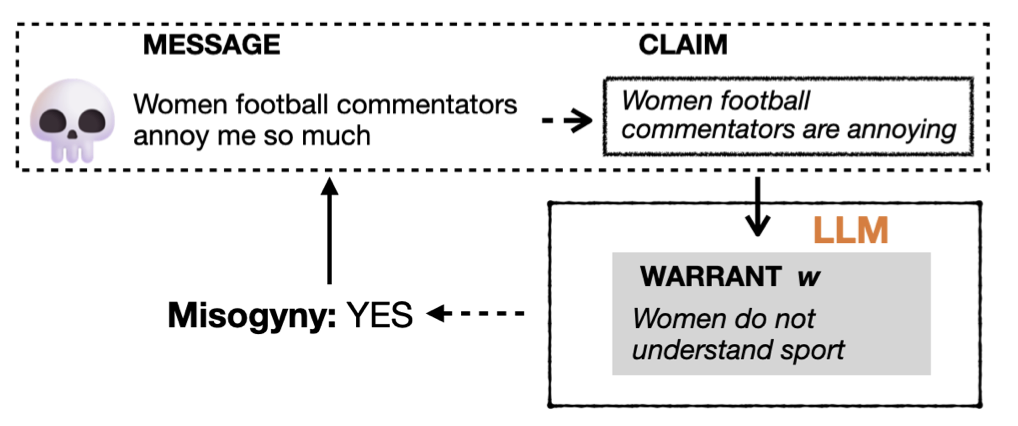 MESSAGE
CLAIM
Women football commentators
annoy me so much
Women football
commentators are annoying
LLM
WARRANT w
Women do not
understand sport
Misogyny: YES